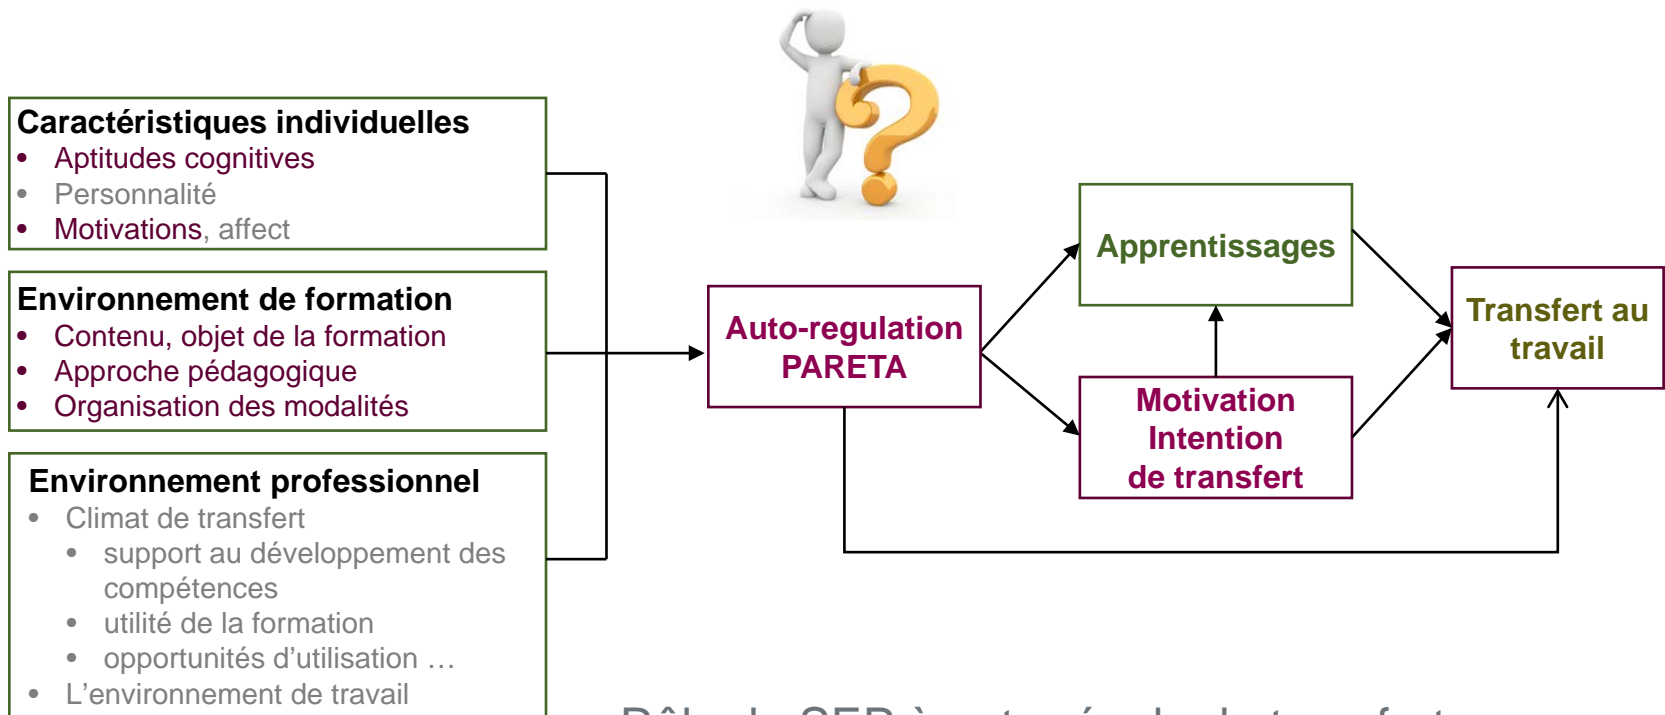 Caractéristiques individuelles
• Aptitudes cognitives
• Personnalité
• Motivations, affect
Environnement de formation
• Contenu, objet de la formation
• Approche pédagogique
• Organisation des modalités
Environnement professionnel
• Climat de transfert
• support au développement des
compétences
• utilité de la formation
• opportunités d’utilisation …
• L’environnement de travail
Auto-regulation
PARETA
Apprentissages
Motivation
Intention
de transfert
Transfert au
travail